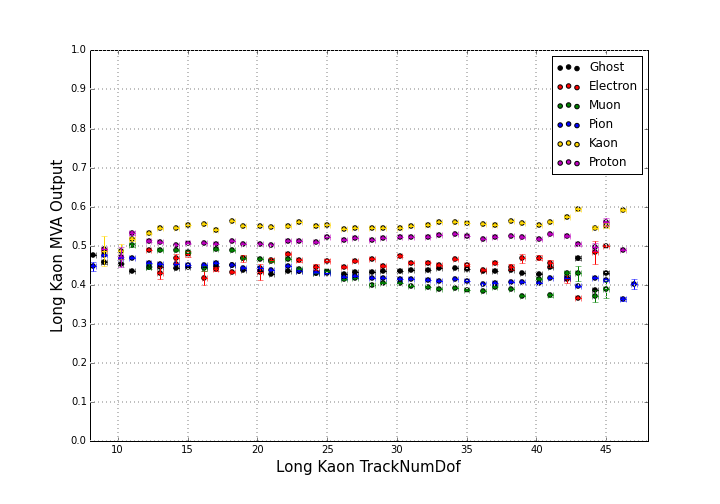 1.0
0.9
0.8
0.7
0.6
0.5
0.4
0.3
0.2
0.1
0.0
Long Kaon MVA Output
Ghost
Electron
Muon
Pion
Kaon
Proton
10 15 20 25 30 35 40 45
Long Kaon TrackNumDof